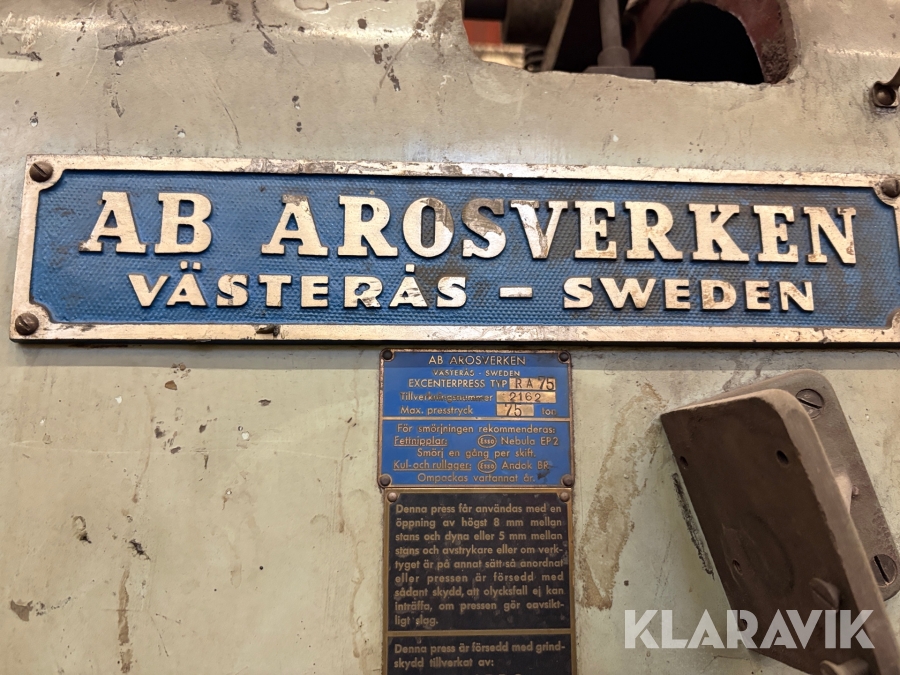 AB AROSVERKEN
VÄSTERÅS – SWEDEN
AB AROSVERKEN
VÄSTERÅS - SWEDEN
EXCENTERPRESS TYP RA 75
Tillverkningsnummer 2162
Max. presstryck 75 ton
För smörjningen rekommenderas:
Fettnipplar: Esso Nebula EP.2
Smörj en gång per skift.
Kul-och rullager: Esso Andok BR
Ompackas vartannat år.
Denna press får användas med en
öppning av högst 8 mm mellan
stans och dyna eller 5 mm mellan
stans och avstrykare eller om verk-
tyget är på annat sätt så anordnat
eller pressen är försedd med
sådant skydd, att olycksfall ej kan
inträffa, om pressen gör oavsikt-
ligt slag.
Denna press är försedd med grind-
skydd tillverkat av:
KLARAVIK